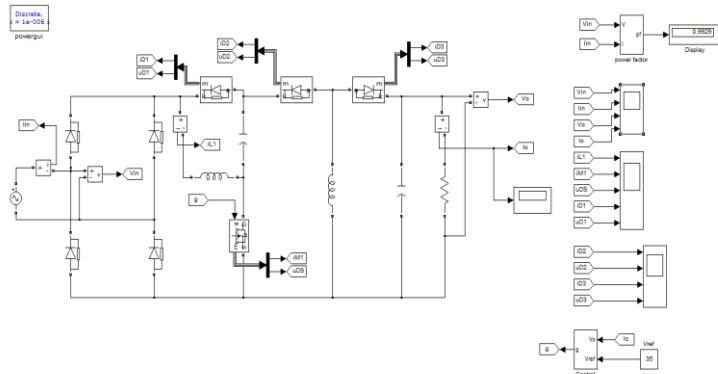 Discrete,
s = 1e-006 s
powergui
iD1
uD1
iD2
uD2
iD3
uD3
m
m
m
Iin
Vin
iL1
g
iM1
uDS
v
v
Vo
Io
Vin
Iin
V
I
pf
power factor
0.9929
Display
Vin
Iin
Vo
Io
iL1
iM1
uDS
iD1
uD1
iD2
uD2
iD3
uD3
g
g
Vo
Vref
Io
Vref
36
Control